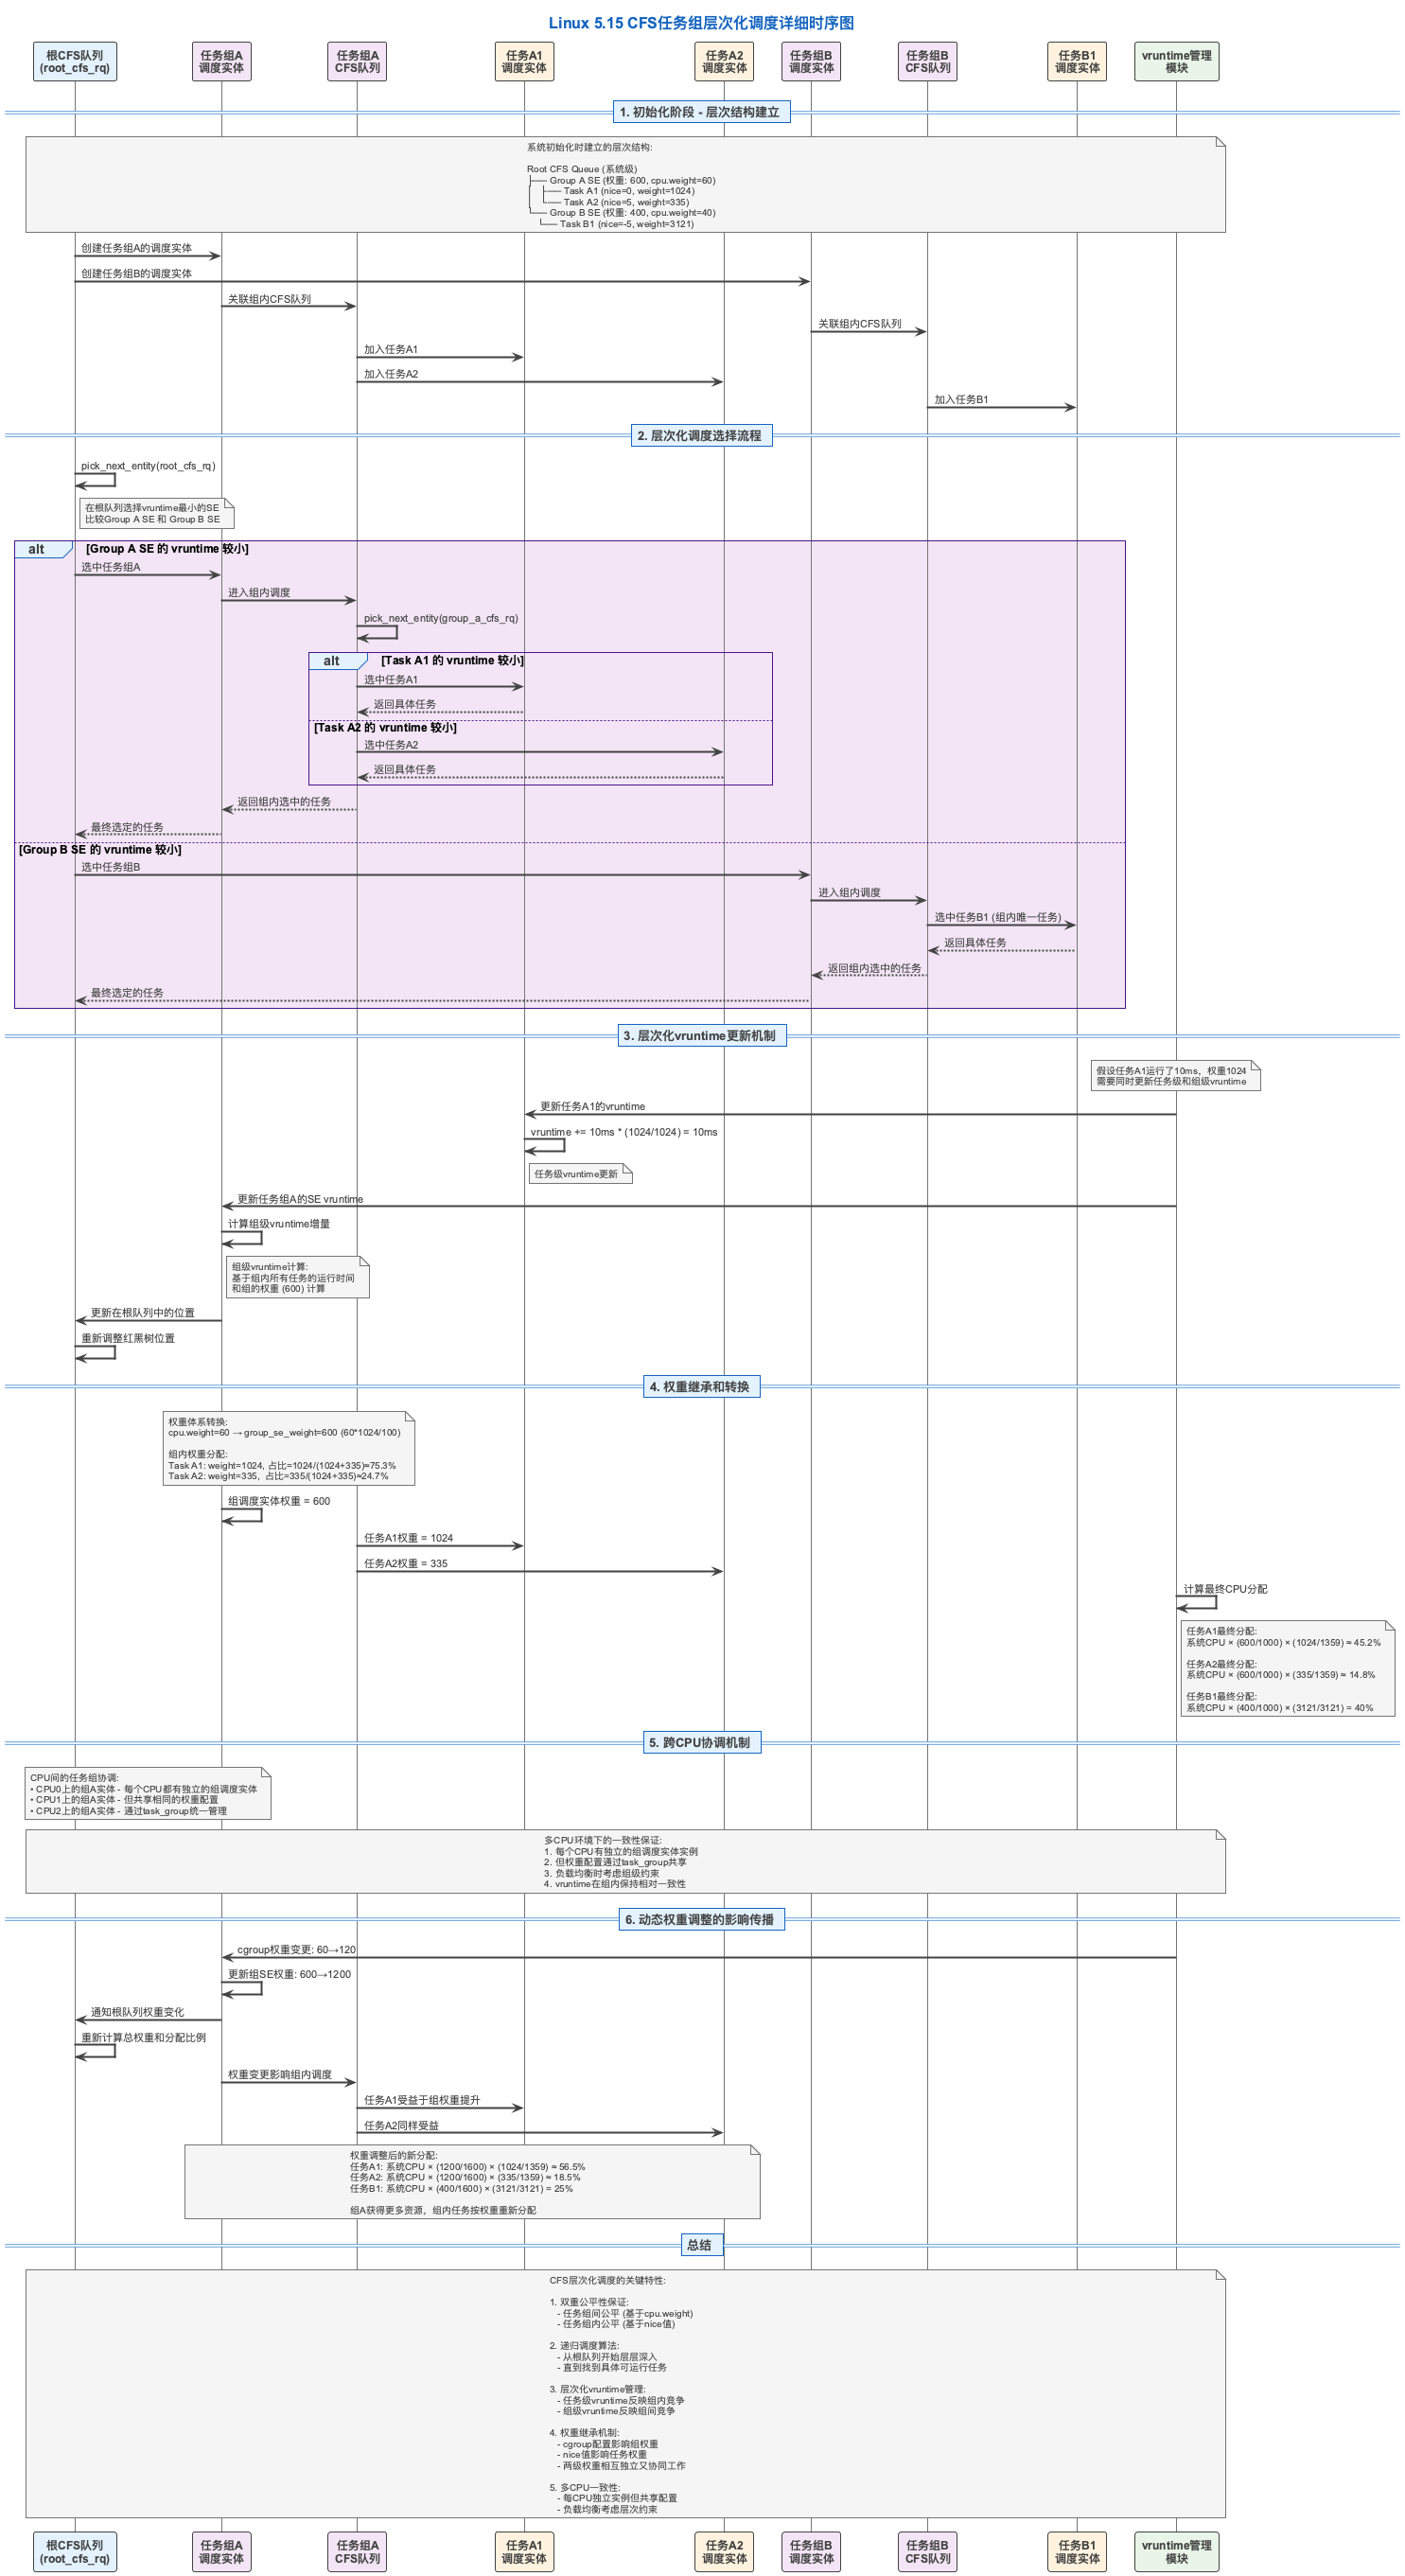 Linux 5.15 CFS任务组层次化调度详细时序图
根CFS队列
(root_cfs_rq)
任务组A
调度实体
任务组A
CFS队列
任务A1
调度实体
任务A2
调度实体
任务组B
调度实体
任务组B
CFS队列
任务B1
调度实体
vruntime管理
模块
1. 初始化阶段 - 层次结构建立
系统初始化时建立的层次结构:
Root CFS Queue (系统级)
├── Group A SE (权重: 600, cpu.weight=60)
│   ├── Task A1 (nice=0, weight=1024)
│   └── Task A2 (nice=5, weight=335)
└── Group B SE (权重: 400, cpu.weight=40)
    └── Task B1 (nice=-5, weight=3121)
创建任务组A的调度实体
创建任务组B的调度实体
关联组内CFS队列
关联组内CFS队列
加入任务A1
加入任务A2
加入任务B1
2. 层次化调度选择流程
pick_next_entity(root_cfs_rq)
在根队列选择vruntime最小的SE
比较Group A SE 和 Group B SE
alt [Group A SE 的 vruntime 较小]
选中任务组A
进入组内调度
pick_next_entity(group_a_cfs_rq)
alt [Task A1 的 vruntime 较小]
选中任务A1
返回具体任务
[Task A2 的 vruntime 较小]
选中任务A2
返回具体任务
返回组内选中的任务
最终选定的任务
[Group B SE 的 vruntime 较小]
选中任务组B
进入组内调度
选中任务B1 (组内唯一任务)
返回具体任务
返回组内选中的任务
最终选定的任务
3. 层次化vruntime更新机制
假设任务A1运行了10ms，权重1024
需要同时更新任务级和组级vruntime
更新任务A1的vruntime
vruntime += 10ms * (1024/1024) = 10ms
任务级vruntime更新
更新任务组A的SE vruntime
计算组级vruntime增量
组级vruntime计算:
基于组内所有任务的运行时间
和组的权重 (600) 计算
更新在根队列中的位置
重新调整红黑树位置
4. 权重继承和转换
权重体系转换:
cpu.weight=60 → group_se_weight=600 (60*1024/100)
组内权重分配:
Task A1: weight=1024, 占比=1024/(1024+335)≈75.3%
Task A2: weight=335,  占比=335/(1024+335)≈24.7%
组调度实体权重 = 600
任务A1权重 = 1024
任务A2权重 = 335
计算最终CPU分配
任务A1最终分配:
系统CPU × (600/1000) × (1024/1359) ≈ 45.2%
任务A2最终分配:
系统CPU × (600/1000) × (335/1359) ≈ 14.8%
任务B1最终分配:
系统CPU × (400/1000) × (3121/3121) = 40%
5. 跨CPU协调机制
CPU间的任务组协调:
• CPU0上的组A实体 - 每个CPU都有独立的组调度实体
• CPU1上的组A实体 - 但共享相同的权重配置
• CPU2上的组A实体 - 通过task_group统一管理
多CPU环境下的一致性保证:
1. 每个CPU有独立的组调度实体实例
2. 但权重配置通过task_group共享
3. 负载均衡时考虑组级约束
4. vruntime在组内保持相对一致性
6. 动态权重调整的影响传播
cgroup权重变更: 60→120
更新组SE权重: 600→1200
通知根队列权重变化
重新计算总权重和分配比例
权重变更影响组内调度
任务A1受益于组权重提升
任务A2同样受益
权重调整后的新分配:
任务A1: 系统CPU × (1200/1600) × (1024/1359) ≈ 56.5%
任务A2: 系统CPU × (1200/1600) × (335/1359) ≈ 18.5%
任务B1: 系统CPU × (400/1600) × (3121/3121) = 25%
组A获得更多资源，组内任务按权重重新分配
总结
CFS层次化调度的关键特性:
1. 双重公平性保证:
- 任务组间公平 (基于cpu.weight)
- 任务组内公平 (基于nice值)
2. 递归调度算法:
- 从根队列开始层层深入
- 直到找到具体可运行任务
3. 层次化vruntime管理:
- 任务级vruntime反映组内竞争
- 组级vruntime反映组间竞争
4. 权重继承机制:
- cgroup配置影响组权重
- nice值影响任务权重
- 两级权重相互独立又协同工作
5. 多CPU一致性:
- 每CPU独立实例但共享配置
- 负载均衡考虑层次约束
根CFS队列
(root_cfs_rq)
任务组A
调度实体
任务组A
CFS队列
任务A1
调度实体
任务A2
调度实体
任务组B
调度实体
任务组B
CFS队列
任务B1
调度实体
vruntime管理
模块